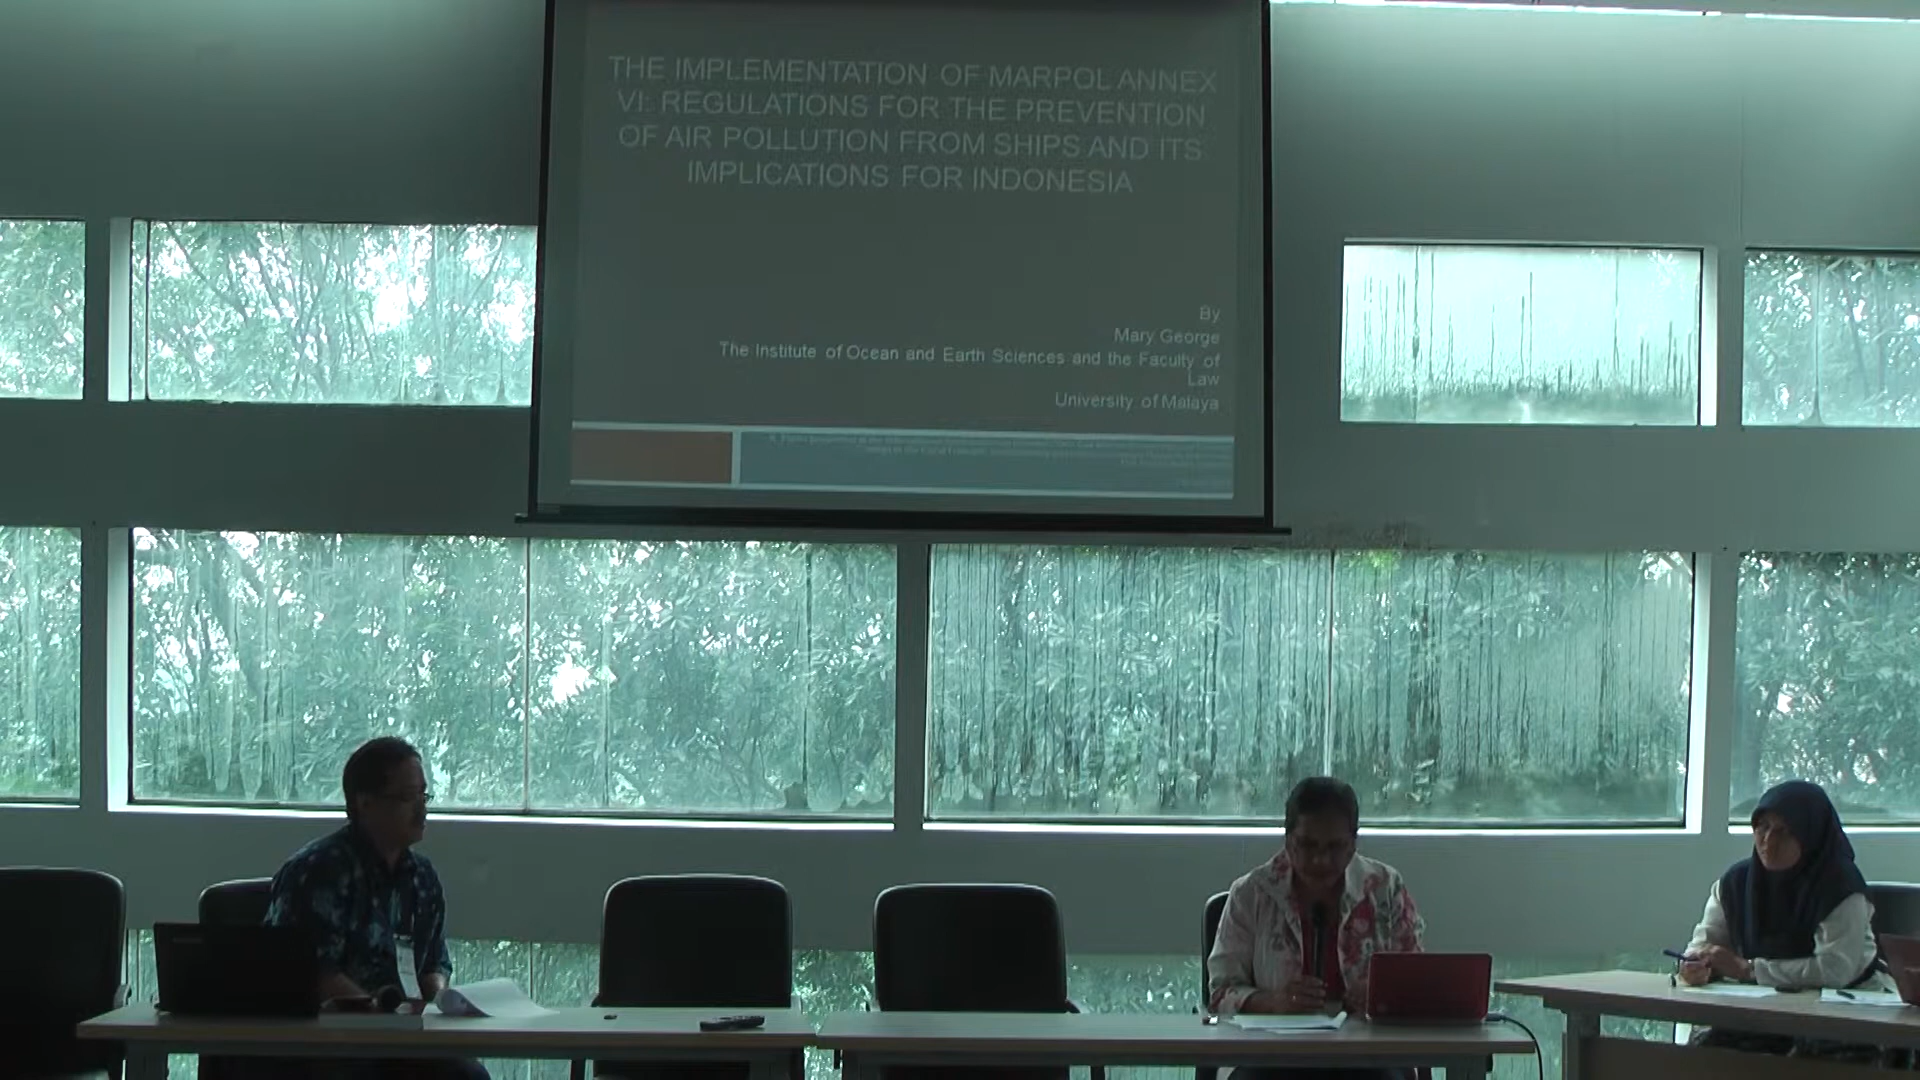 THE IMPLEMENTATION OF MARPOL ANNEX
VI: REGULATIONS FOR THE PREVENTION
OF AIR POLLUTION FROM SHIPS AND ITS
IMPLICATIONS FOR INDONESIA
By
Mary George
The Institute of Ocean and Earth Sciences and the Faculty of
Law
University of Malaya